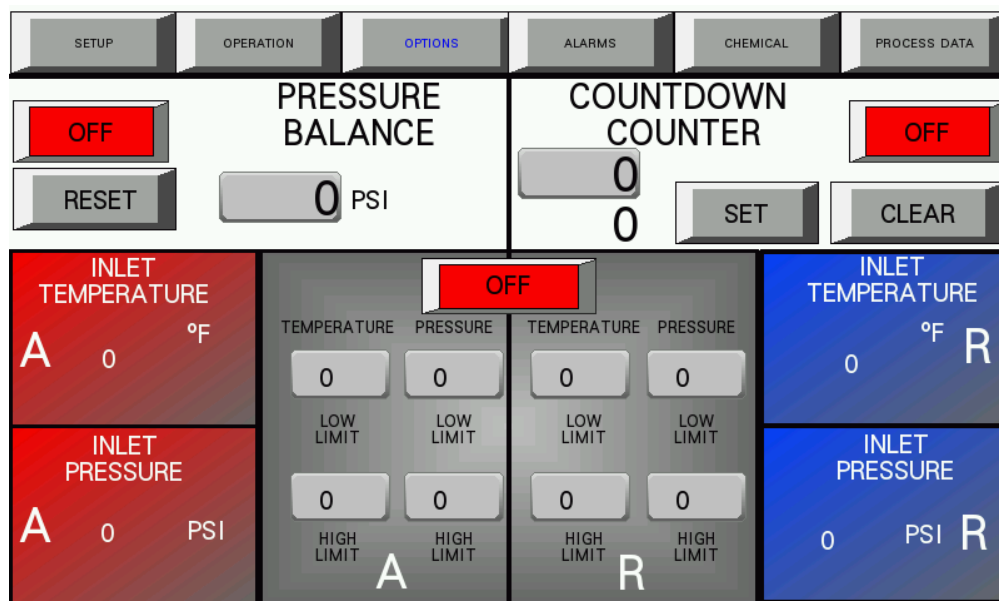 SETUP
OPERATION
OPTIONS
ALARMS
CHEMICAL
PROCESS DATA
OFF
RESET
PRESSURE
BALANCE
0 PSI
COUNTDOWN
COUNTER
0
0
OFF
SET
CLEAR
INLET
TEMPERATURE
A 0 ºF
INLET
PRESSURE
A 0 PSI
OFF
TEMPERATURE PRESSURE
0 0
LOW LOW
LIMIT LIMIT
0 0
HIGH HIGH
LIMIT LIMIT
A
TEMPERATURE PRESSURE
0 0
LOW LOW
LIMIT LIMIT
0 0
HIGH HIGH
LIMIT LIMIT
R
INLET
TEMPERATURE
0 ºF R
INLET
PRESSURE
0 PSI R